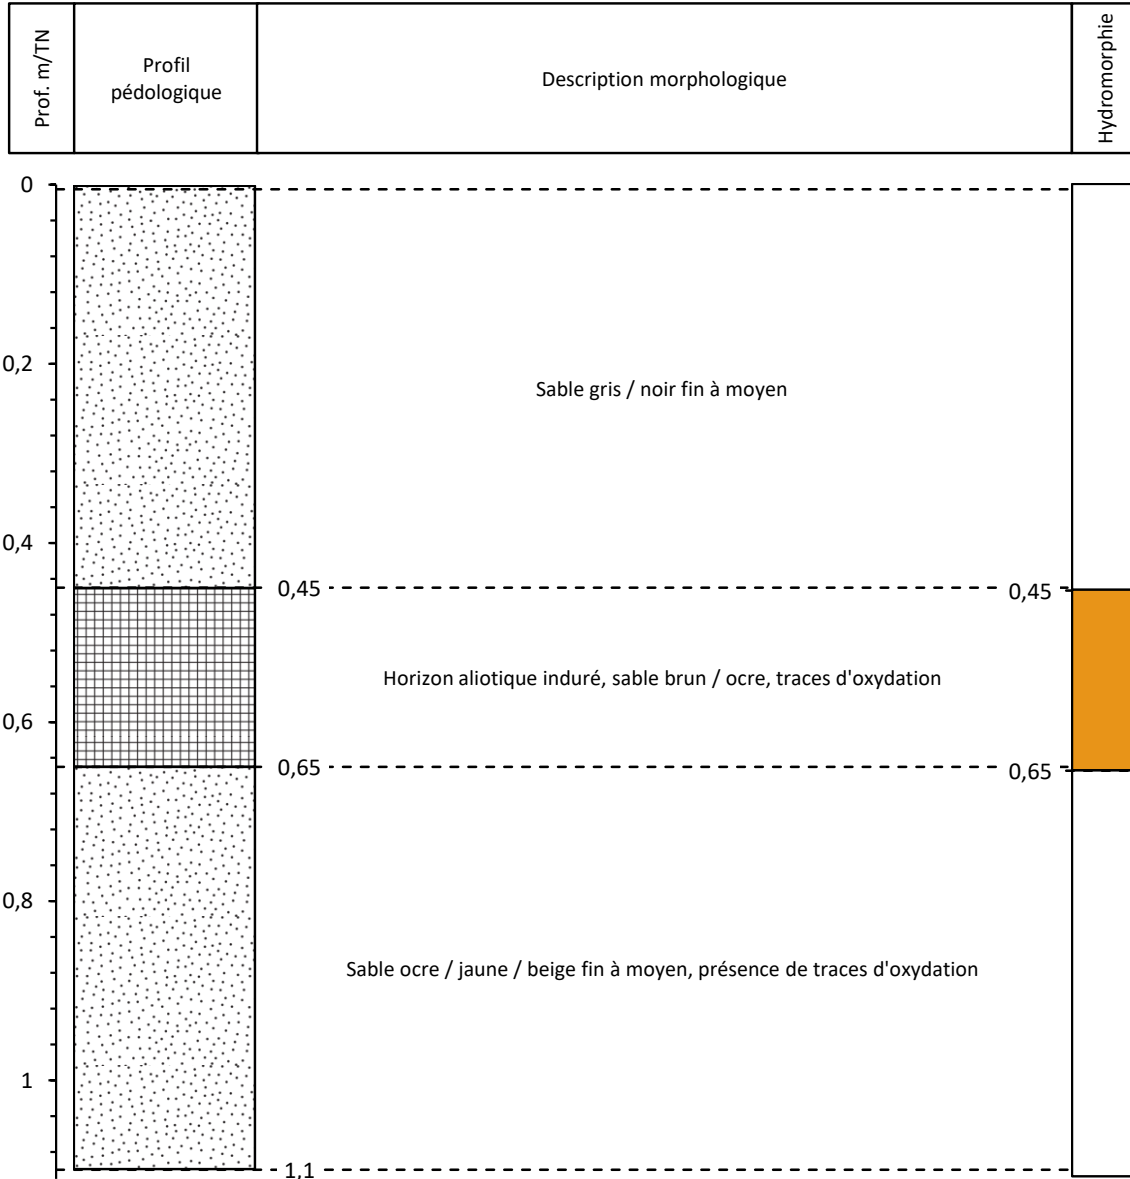 Prof. m/TN
Profil
pédologique
Description morphologique
Hydromorphie
0
0,2
Sable gris / noir fin à moyen
0,4
0,45
0,45
Horizon aliotique induré, sable brun / ocre, traces d'oxydation
0,6
0,65
0,65
0,8
Sable ocre / jaune / beige fin à moyen, présence de traces d'oxydation
1
1,1